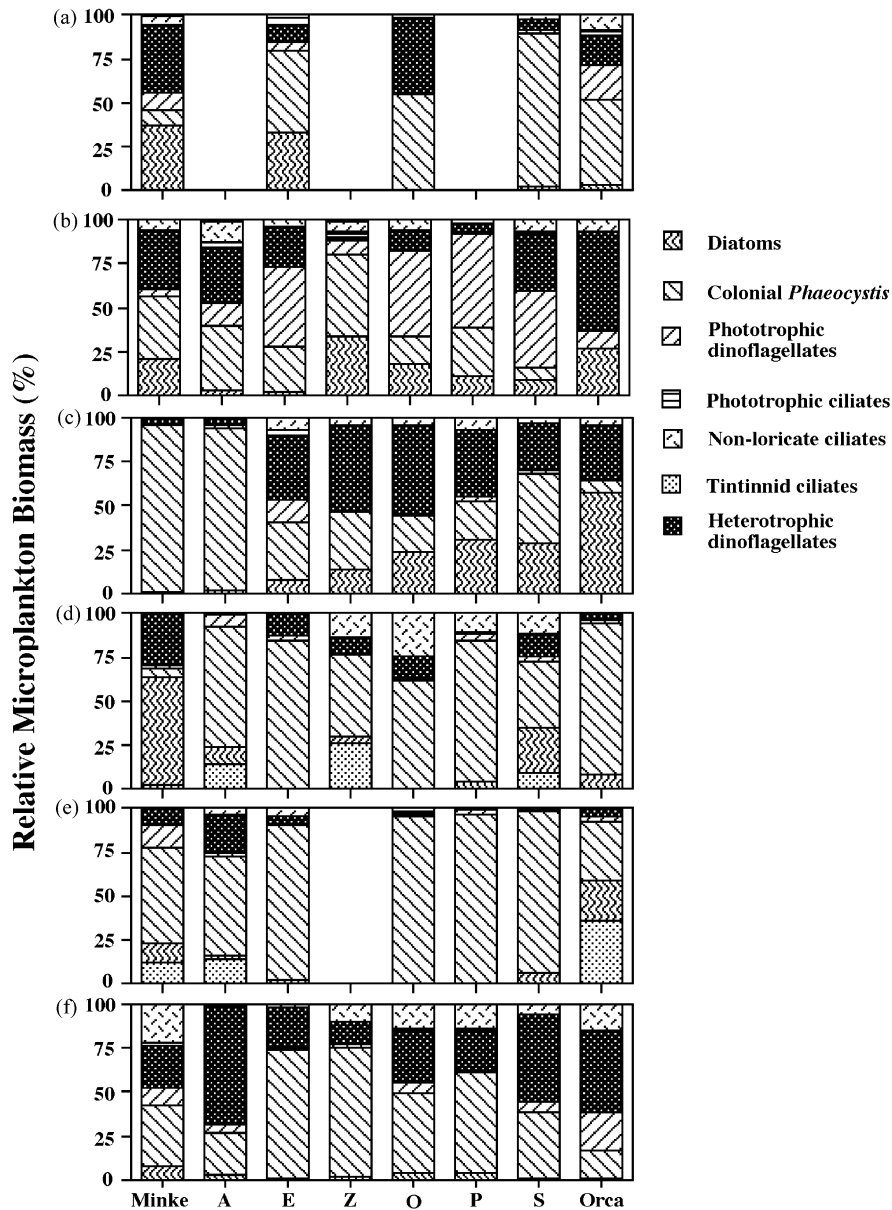 Relative Microplankton Biomass (%)
(a)
100
75
50
25
0
(b)
100
75
50
25
0
(c)
100
75
50
25
0
(d)
100
75
50
25
0
(e)
100
75
50
25
0
(f)
100
75
50
25
0
Minke A E Z O P S Orca
Diatoms
Colonial Phaeocystis
Phototrophic
dinoflagellates
Phototrophic ciliates
Non-loricate ciliates
Tintinnid ciliates
Heterotrophic
dinoflagellates